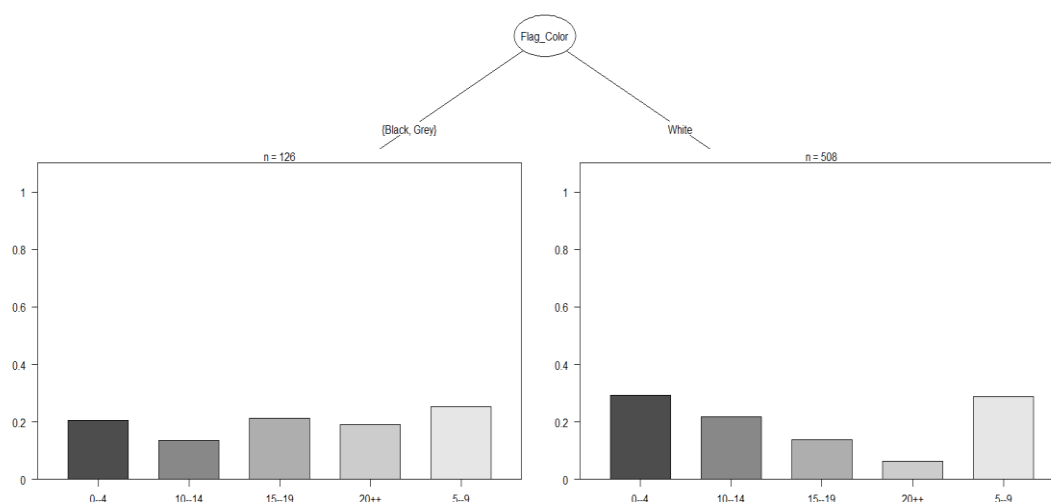 Flag_Color
{Black, Grey} White
n = 126 n = 508
1 1
0.8 0.8
0.6 0.6
0.4 0.4
0.2 0.2
0 0
0--4 10--14 15--19 20++ 5--9 0--4 10--14 15--19 20++ 5--9